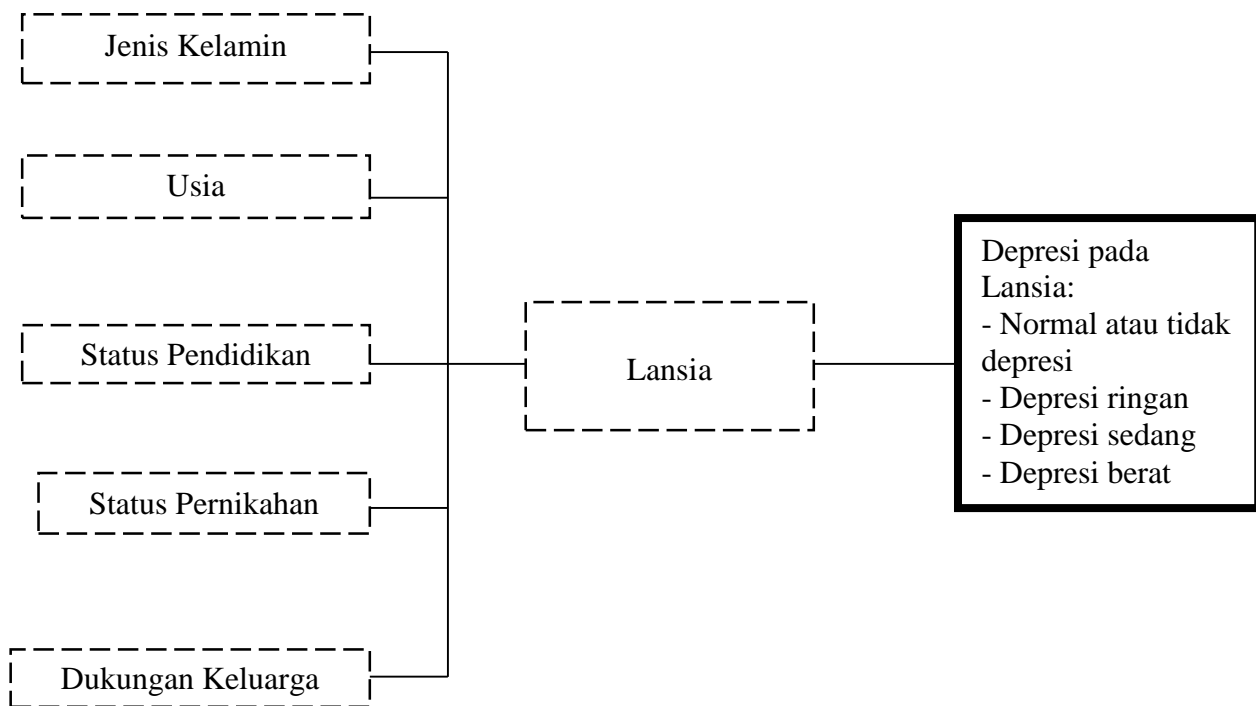 Jenis Kelamin
Usia
Status Pendidikan
Status Pernikahan
Dukungan Keluarga
Lansia
Depresi pada
Lansia:
- Normal atau tidak
depresi
- Depresi ringan
- Depresi sedang
- Depresi berat